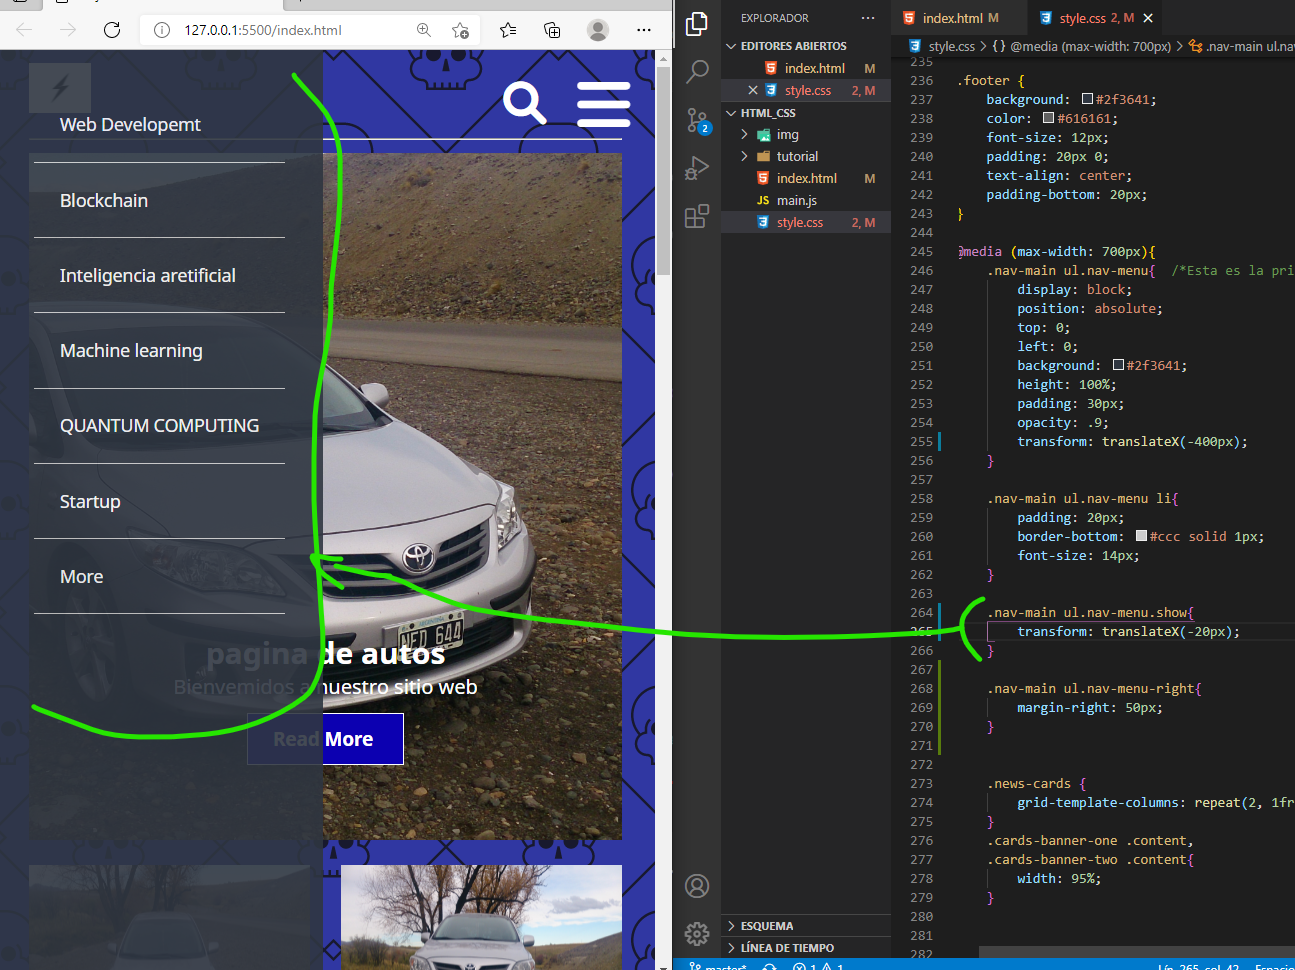 127.0.0.1:5500/index.html
Web Developemt
Blockchain
Inteligencia aretificial
Machine learning
QUANTUM COMPUTING
Startup
More
NED 644
pagina de autos
Bienvemidos a nuestro sitio web
Read More
EXPLORADOR
EDITORES ABIERTOS
index.html M
style.css 2, M
HTML_CSS
img
tutorial
index.html M
JS main.js
style.css 2, M
2
ESQUEMA
LÍNEA DE TIEMPO
index.html M
style.css 2, M
style.css > {} @media (max-width: 700px) > .nav-main ul.na
235
236 .footer {
237 background: #2f3641;
238 color: #616161;
239 font-size: 12px;
240 padding: 20px 0;
241 text-align: center;
242 padding-bottom: 20px;
243 }
244
245 @media (max-width: 700px){
246 .nav-main ul.nav-menu{ /*Esta es la pri
247 display: block;
248 position: absolute;
249 top: 0;
250 left: 0;
251 background: #2f3641;
252 height: 100%;
253 padding: 30px;
254 opacity: .9;
255 transform: translateX(-400px);
256 }
257
258 .nav-main ul.nav-menu li{
259 padding: 20px;
260 border-bottom: #ccc solid 1px;
261 font-size: 14px;
262 }
263
264 .nav-main ul.nav-menu.show{
265 transform: translateX(-20px);
266 }
267
268 .nav-main ul.nav-menu-right{
269 margin-right: 50px;
270 }
271
272
273 .news-cards {
274 grid-template-columns: repeat(2, 1fr
275 }
276 .cards-banner-one .content,
277 .cards-banner-two .content{
278 width: 95%;
279 }
280
281
282
master* 1 1
Lín. 265, col. 42 Espacio